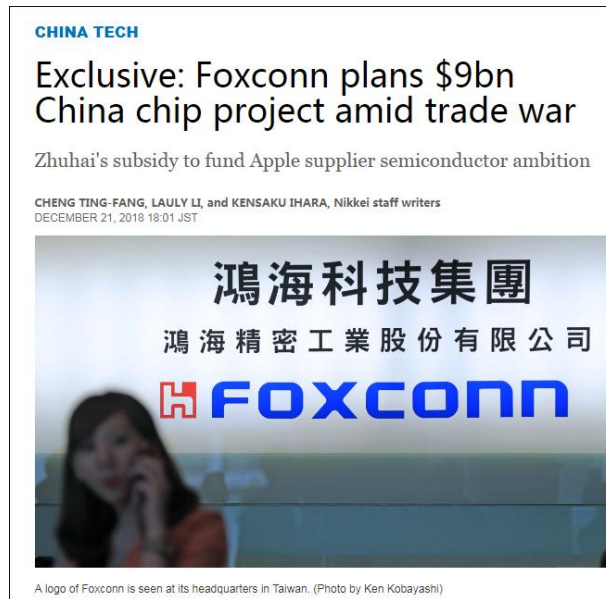 CHINA TECH
Exclusive: Foxconn plans $9bn
China chip project amid trade war
Zhuhai's subsidy to fund Apple supplier semiconductor ambition
CHENG TING-FANG, LAULY LI, and KENSAKU IHARA, Nikkei staff writers
DECEMBER 21, 2018 18:01 JST
鴻海科技集團
鴻海精密工業股份有限公司
FOXCONN
A logo of Foxconn is seen at its headquarters in Taiwan. (Photo by Ken Kobayashi)